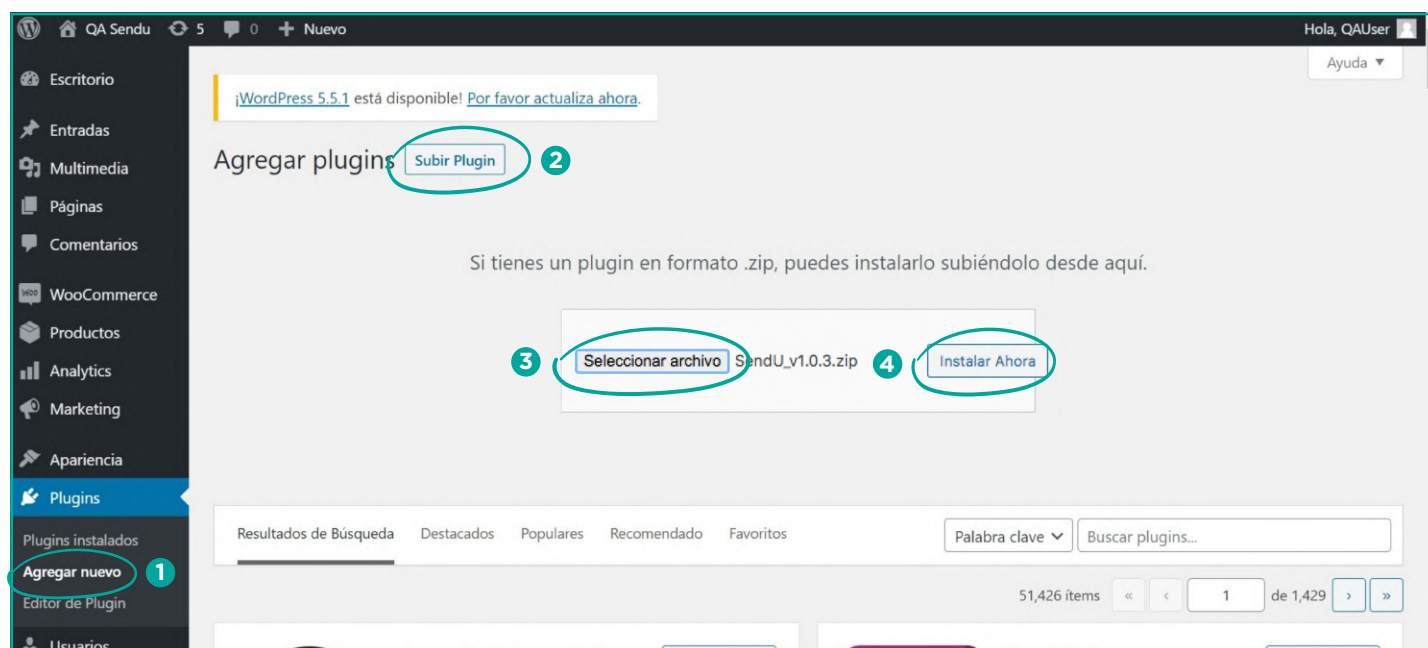 QA Sendu 5 0 + Nuevo Hola, QAUser
Ayuda ▼
Escritorio
¡WordPress 5.5.1 está disponible! Por favor actualiza ahora.
Entradas
Agregar plugins Subir Plugin 2
Multimedia
Páginas
Comentarios
Si tienes un plugin en formato .zip, puedes instalarlo subiéndolo desde aquí.
WooCommerce
Productos
3 Seleccionar archivo SendU_v1.0.3.zip 4 Instalar Ahora
Analytics
Marketing
Apariencia
Plugins
Plugins instalados
Resultados de Búsqueda Destacados Populares Recomendado Favoritos Palabra clave Buscar plugins...
Agregar nuevo 1
Editor de Plugin
51,426 ítems « ‹ 1 de 1,429 › »
Usuarios